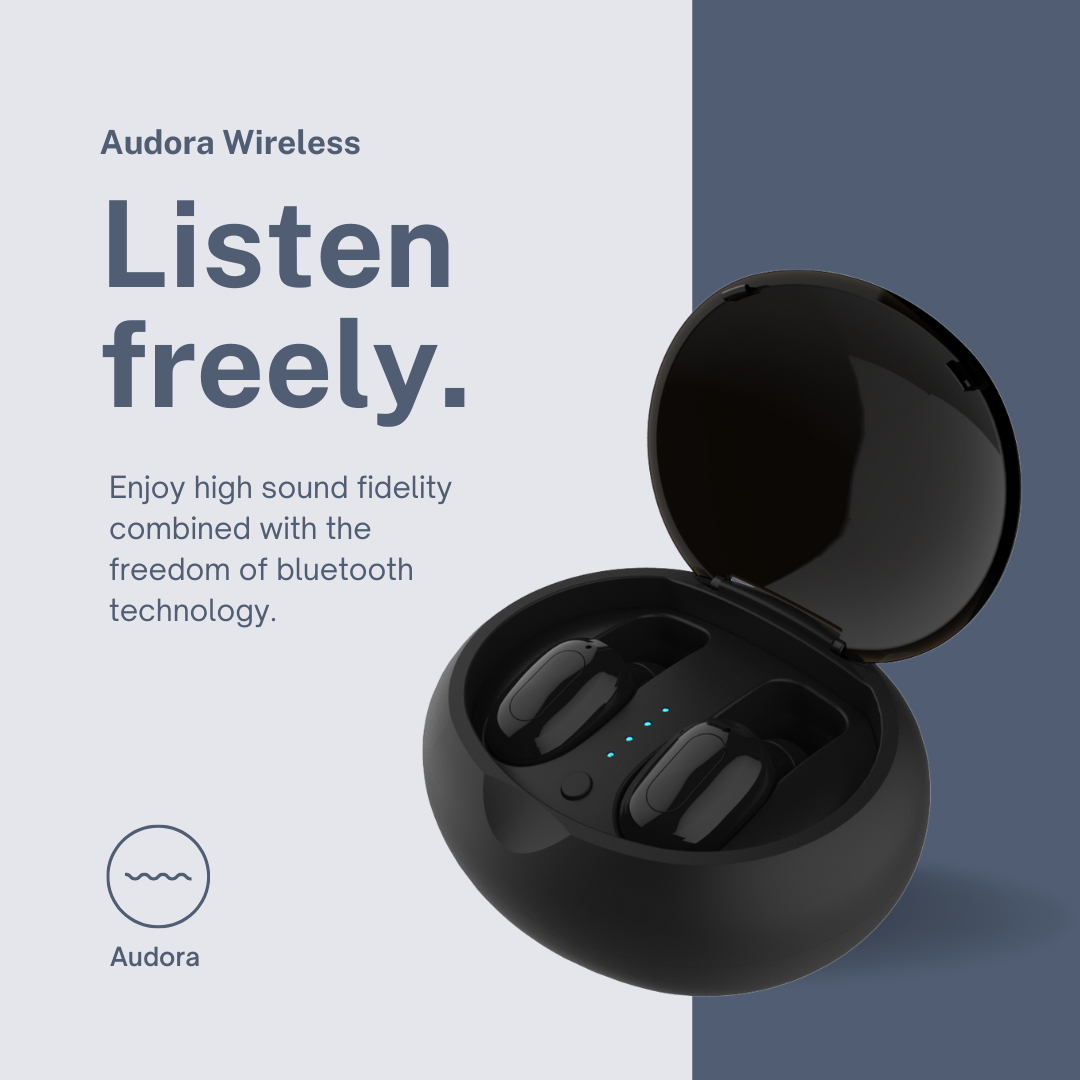 Audora Wireless
Listen
freely.
Enjoy high sound fidelity
combined with the
freedom of bluetooth
technology.
Audora